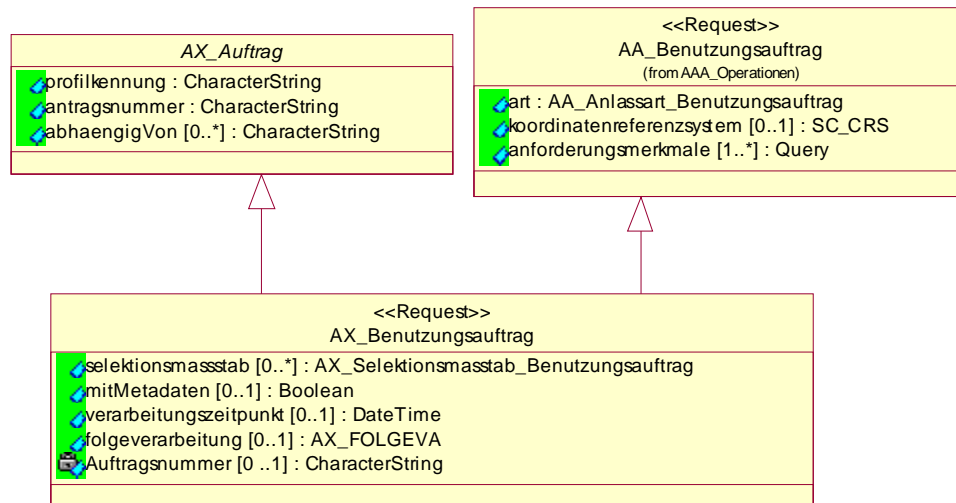 AX_Auftrag
profilkennung : CharacterString
antragsnummer : CharacterString
abhaengigVon [0..*] : CharacterString
<<Request>>
AA_Benutzungsauftrag
(from AAA_Operationen)
art : AA_Anlassart_Benutzungsauftrag
koordinatenreferenzsystem [0..1] : SC_CRS
anforderungsmerkmale [1..*] : Query
<<Request>>
AX_Benutzungsauftrag
selektionsmassstab [0..*] : AX_Selektionsmasstab_Benutzungsauftrag
mitMetadaten [0..1] : Boolean
verarbeitungszeitpunkt [0..1] : DateTime
folgeverarbeitung [0..1] : AX_FOLGEVA
Auftragsnummer [0 ..1] : CharacterString